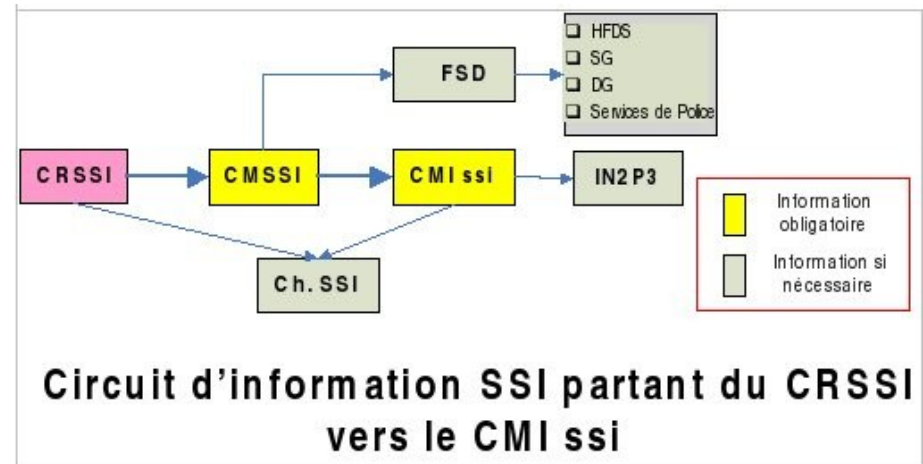 HFDS
SG
DG
Services de Police
FSD
CRSSI
CMSSI
CMI ssi
IN2P3
Ch.SSI
Information
obligatoire
Information si
nécessaire
Circuit d'information SSI partant du CRSSI
vers le CMI ssi